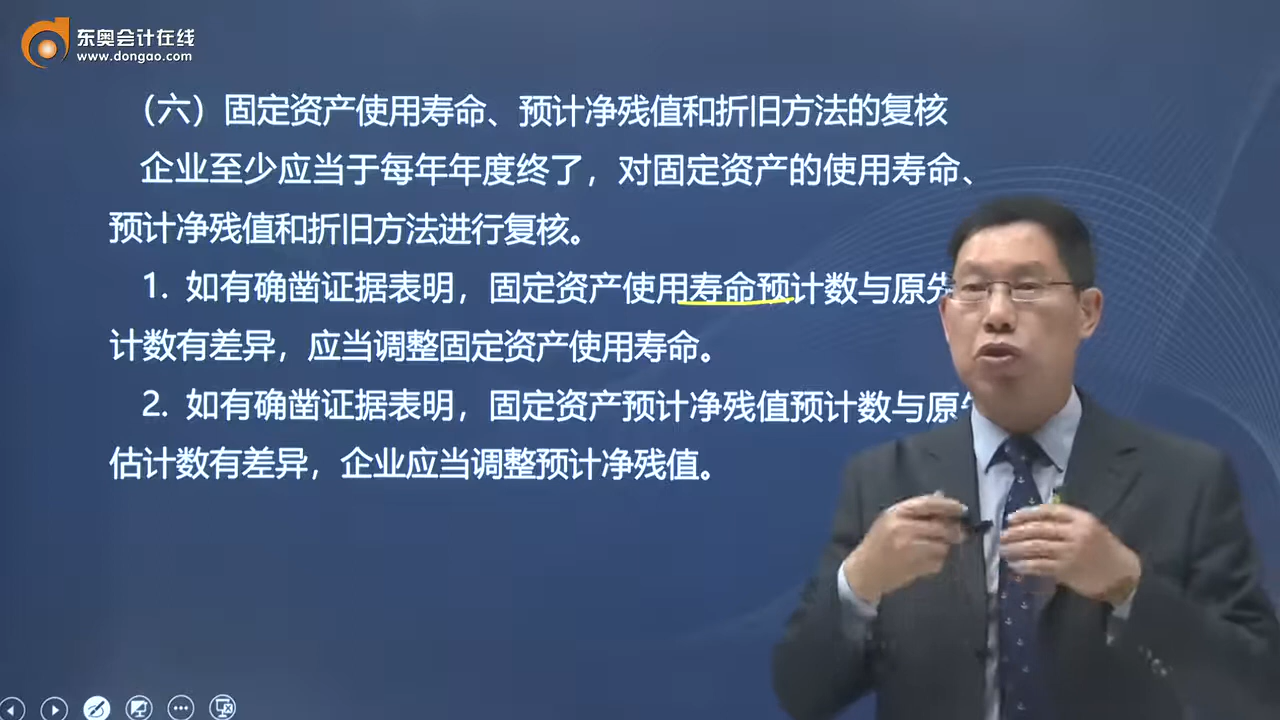 东奥会计在线
www.dongao.com
（六）固定资产使用寿命、预计净残值和折旧方法的复核
企业至少应当于每年年度终了，对固定资产的使用寿命、
预计净残值和折旧方法进行复核。
1. 如有确凿证据表明，固定资产使用寿命预计数与原先
计数有差异，应当调整固定资产使用寿命。
2. 如有确凿证据表明，固定资产预计净残值预计数与原
估计数有差异，企业应当调整预计净残值。